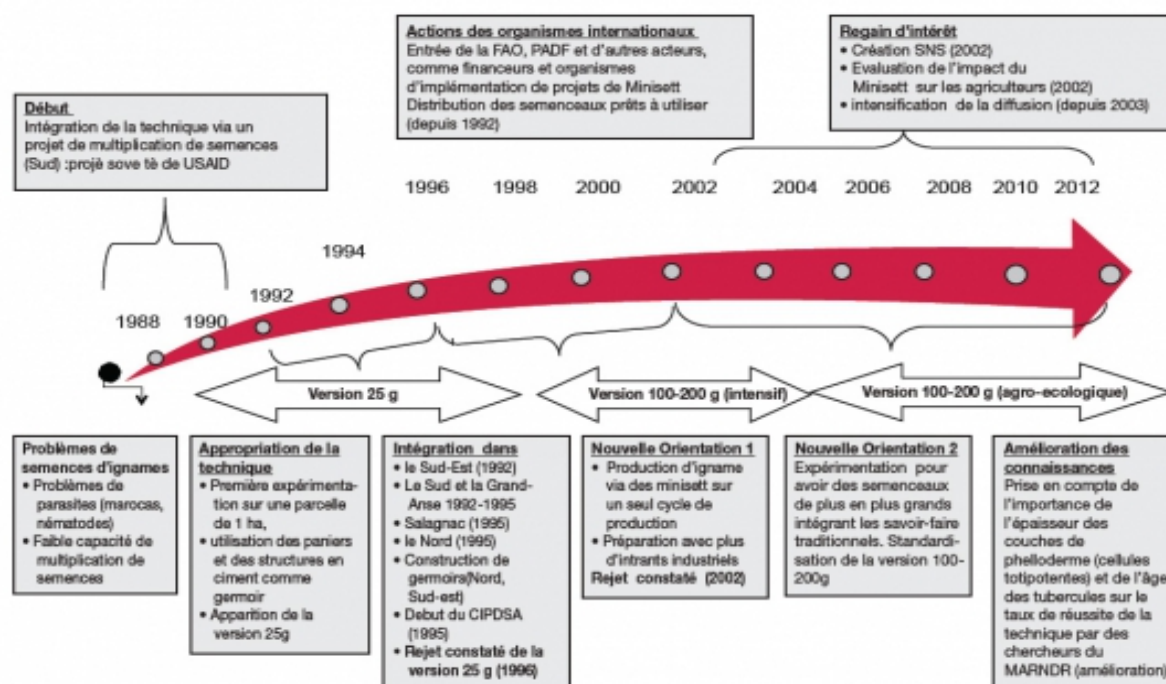 Actions des organismes internationaux
Entrée de la FAO, PADF et d'autres acteurs,
comme financeurs et organismes
d'implémentation de projets de Minisett
Distribution des semenceaux prêts à utiliser
(depuis 1992)
Regain d'intérêt
• Création SNS (2002)
• Evaluation de l'impact du
Minisett sur les agriculteurs (2002)
• intensification de la diffusion (depuis 2003)
Début
Intégration de la technique via un
projet de multiplication de semences
(Sud) :projè sove tè de USAID
1988
1990
1992
1994
1996
1998
2000
2002
2004
2006
2008
2010
2012
Version 25 g
Version 100-200 g (intensif)
Version 100-200 g (agro-ecologique)
Problèmes de
semences d'ignames
• Problèmes de
parasites (marocas,
nématodes)
• Faible capacité de
multiplication de
semences
Appropriation de la
technique
• Première expérimenta-
tion sur une parcelle
de 1 ha,
• utilisation des paniers
et des structures en
ciment comme
germoir
• Apparition de la
version 25g
Intégration dans
• le Sud-Est (1992)
• Le Sud et la Grand-
Anse 1992-1995
• Salagnac (1995)
• le Nord (1995)
• Construction de
germoirs(Nord,
Sud-est)
• Debut du CIPDSA
(1995)
• Rejet constaté de la
version 25 g (1996)
Nouvelle Orientation 1
• Production d'igname
via des minisett sur
un seul cycle de
production
• Préparation avec plus
d'intrants industriels
Rejet constaté (2002)
Nouvelle Orientation 2
Expérimentation pour
avoir des semenceaux
de plus en plus grands
intégrant les savoir-faire
traditionnels. Standardi-
sation de la version 100-
200g
Amélioration des
connaissances
Prise en compte de
l'importance de
l'épaisseur des
couches de
phelloderme (cellules
totipotentes) et de l'âge
des tubercules sur le
taux de réussite de la
technique par des
chercheurs du
MARNDR (amélioration)